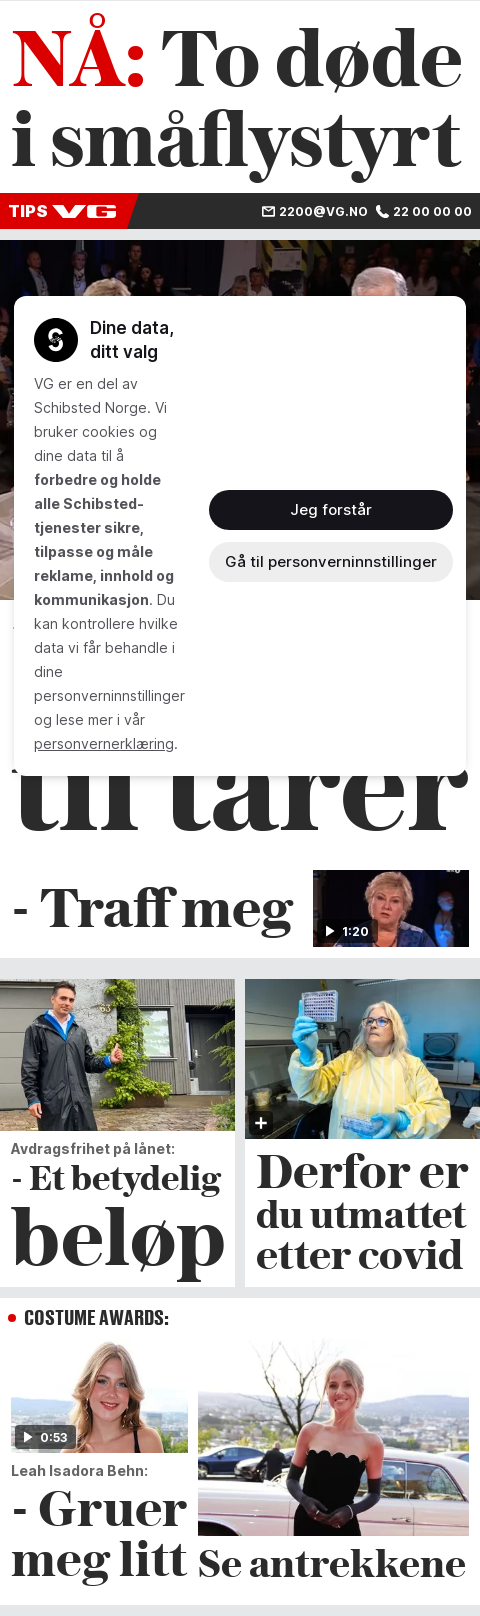 NÅ: To døde
i småflystyrt
TIPS VG
2200@VG.NO 22 00 00 00
Dine data,
ditt valg
VG er en del av
Schibsted Norge. Vi
bruker cookies og
dine data til å
forbedre og holde
alle Schibsted-
tjenester sikre,
tilpasse og måle
reklame, innhold og
kommunikasjon. Du
kan kontrollere hvilke
data vi får behandle i
dine
personverninnstillinger
og lese mer i vår
personvernerklæring.
Jeg forstår
Gå til personverninnstillinger
til tårer
- Traff meg
1:20
Avdragsfrihet på lånet:
- Et betydelig
beløp
Derfor er
du utmattet
etter covid
COSTUME AWARDS:
0:53
Leah Isadora Behn:
- Gruer
meg litt
Se antrekkene